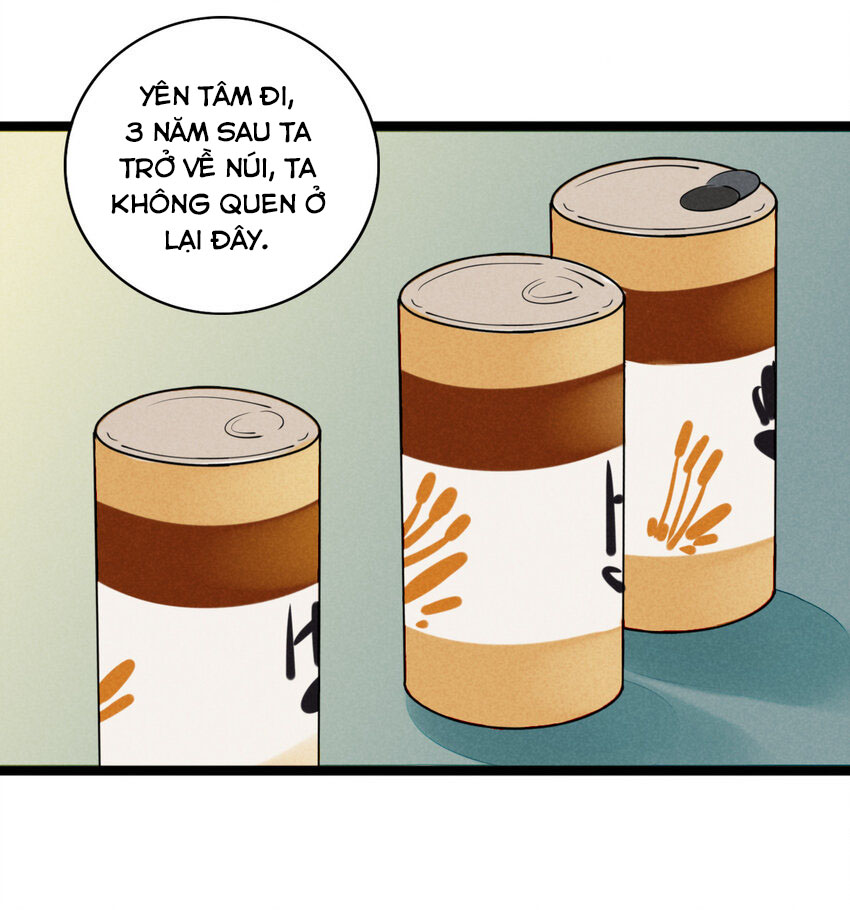 YÊN TÂM ĐI,
3 NĂM SAU TA
TRỞ VỀ NÚI, TA
KHÔNG QUEN Ở
LẠI ĐÂY.